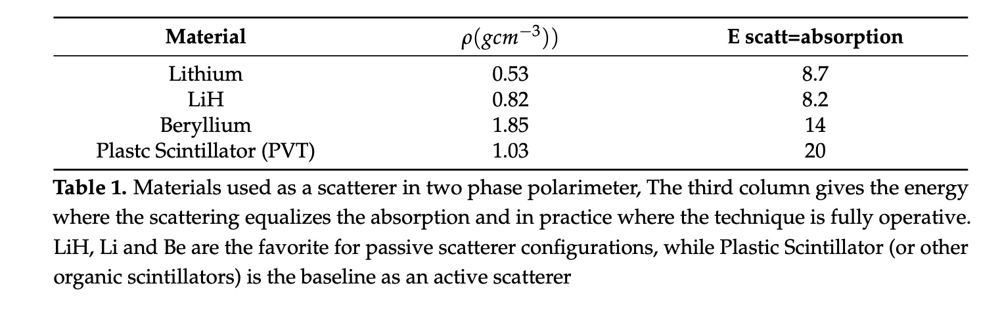 Material ρ(gcm⁻³)) E scatt=absorption
Lithium 0.53 8.7
LiH 0.82 8.2
Beryllium 1.85 14
Plastc Scintillator (PVT) 1.03 20
Table 1. Materials used as a scatterer in two phase polarimeter, The third column gives the energy
where the scattering equalizes the absorption and in practice where the technique is fully operative.
LiH, Li and Be are the favorite for passive scatterer configurations, while Plastic Scintillator (or other
organic scintillators) is the baseline as an active scatterer